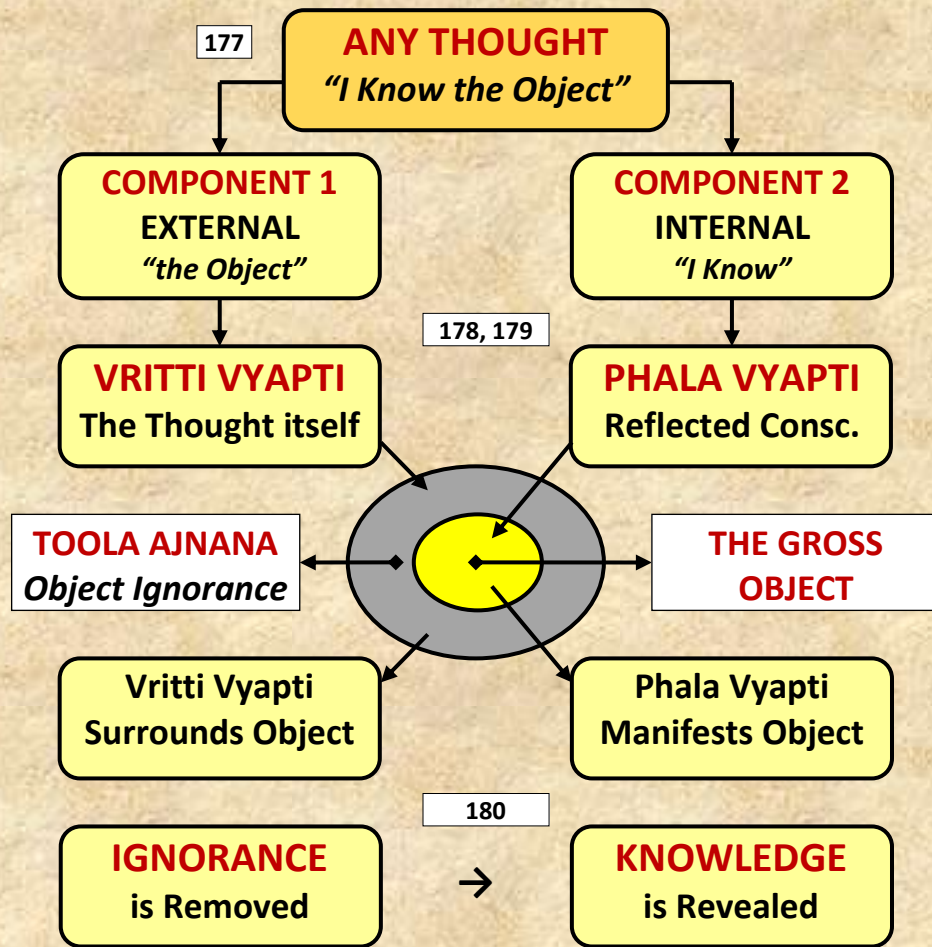 177
ANY THOUGHT
“I Know the Object”
COMPONENT 1
EXTERNAL
“the Object”
COMPONENT 2
INTERNAL
“I Know”
178, 179
VRITTI VYAPTI
The Thought itself
PHALA VYAPTI
Reflected Consc.
TOOLA AJNANA
Object Ignorance
THE GROSS
OBJECT
Vritti Vyapti
Surrounds Object
Phala Vyapti
Manifests Object
180
IGNORANCE
is Removed
→
KNOWLEDGE
is Revealed